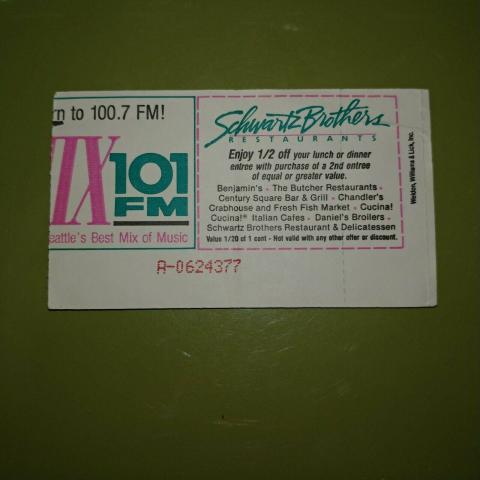 rn to 100.7 FM!
IX
101
FM
eattle's Best Mix of Music
A-0624377
Schwartz Brothers
RESTAURANTS
Enjoy 1/2 off your lunch or dinner
entree with purchase of a 2nd entree
of equal or greater value.
Benjamin's • The Butcher Restaurants •
Century Square Bar & Grill • Chandler's
Crabhouse and Fresh Fish Market • Cucina!
Cucina!® Italian Cafes • Daniel's Broilers •
Schwartz Brothers Restaurant & Delicatessen
Value 1/20 of 1 cent - Not valid with any other offer or discount.
Weldon, Williams & Lick, Inc.